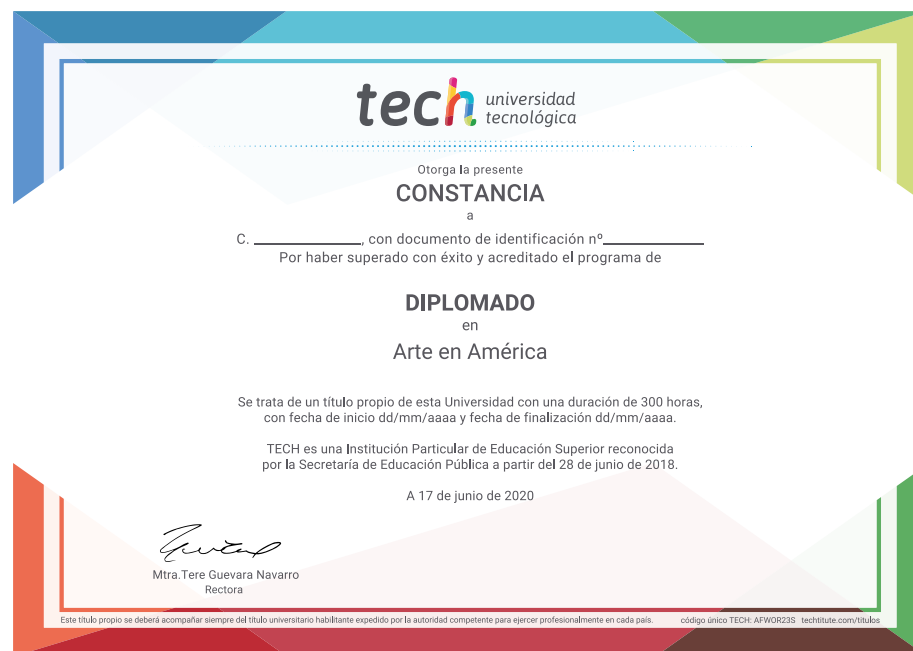 tech universidad
tecnológica
Otorga la presente
CONSTANCIA
a
C. ____________, con documento de identificación nº____________
Por haber superado con éxito y acreditado el programa de
DIPLOMADO
en
Arte en América
Se trata de un título propio de esta Universidad con una duración de 300 horas,
con fecha de inicio dd/mm/aaaa y fecha de finalización dd/mm/aaaa.
TECH es una Institución Particular de Educación Superior reconocida
por la Secretaría de Educación Pública a partir del 28 de junio de 2018.
A 17 de junio de 2020
Mtra.Tere Guevara Navarro
Rectora
Este título propio se deberá acompañar siempre del título universitario habilitante expedido por la autoridad competente para ejercer profesionalmente en cada país. código único TECH: AFWOR23S techtitute.com/titulos